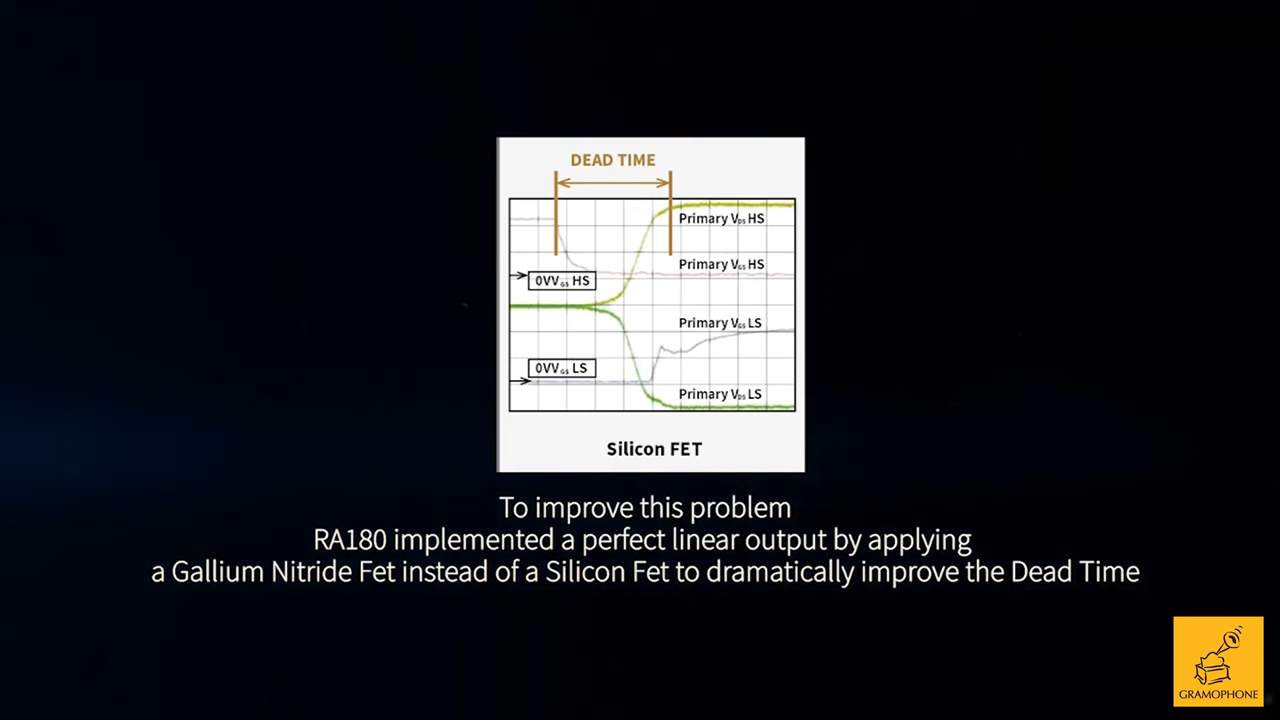 DEAD TIME
Primary VDS HS
Primary VGS HS
0VVGS HS
Primary VGS LS
0VVGS LS
Primary VDS LS
Silicon FET
To improve this problem
RA180 implemented a perfect linear output by applying
a Gallium Nitride Fet instead of a Silicon Fet to dramatically improve the Dead Time
GRAMOPHONE